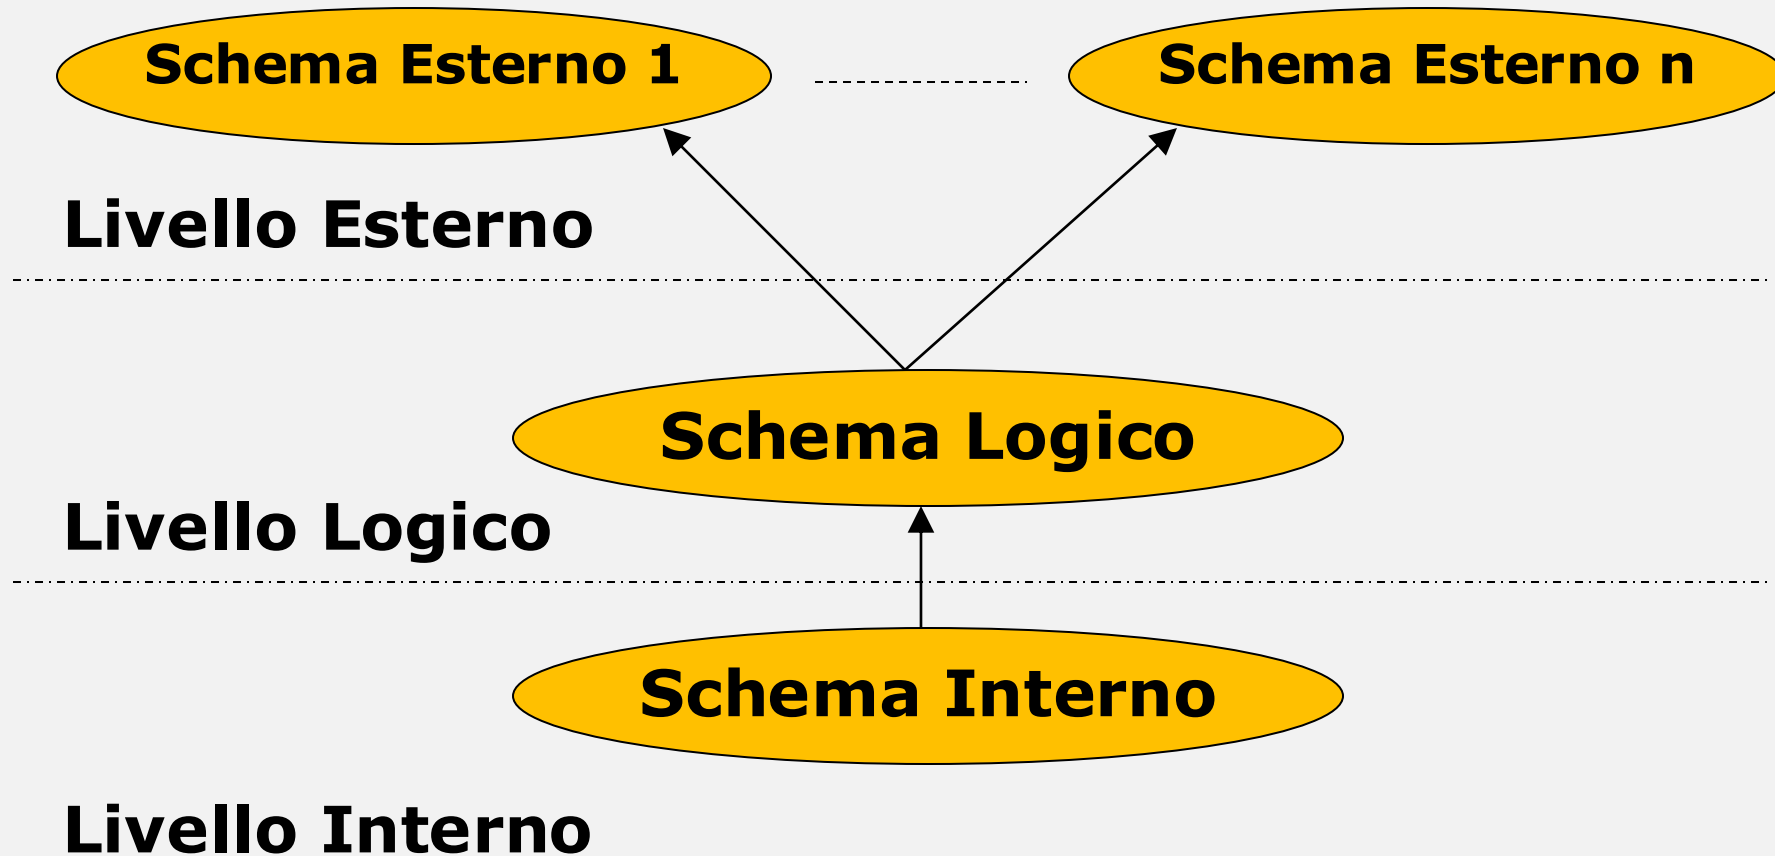 Schema Esterno 1
Schema Esterno n
Livello Esterno
Schema Logico
Livello Logico
Schema Interno
Livello Interno